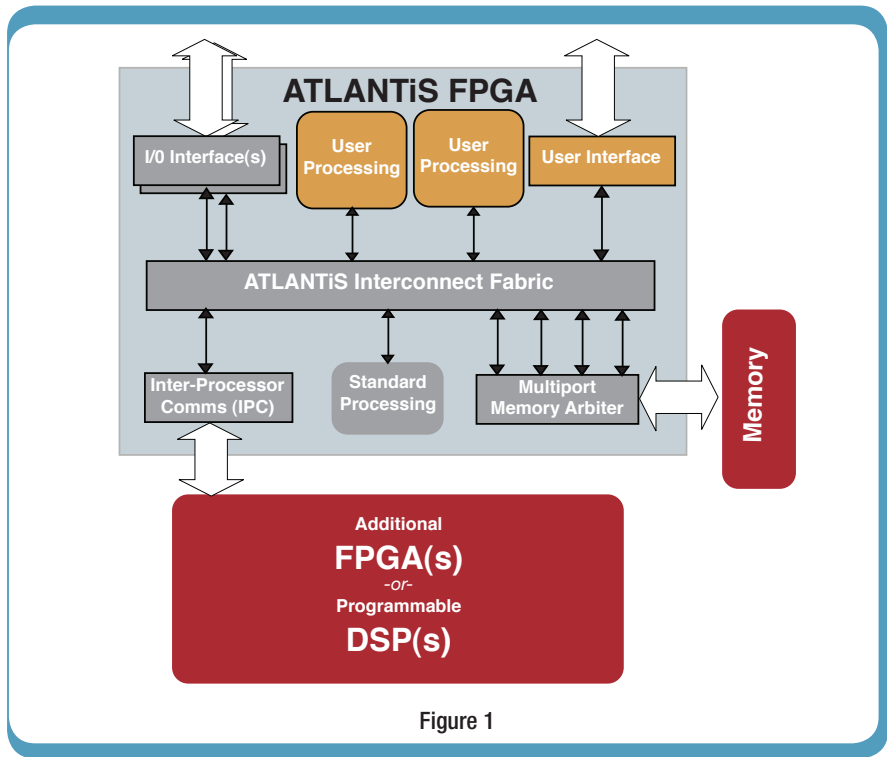 ATLANTiS FPGA
I/0 Interface(s)
User
Processing
User
Processing
User Interface
ATLANTiS Interconnect Fabric
Inter-Processor
Comms (IPC)
Standard
Processing
Multiport
Memory Arbiter
Memory
Additional
FPGA(s)
-or-
Programmable
DSP(s)
Figure 1